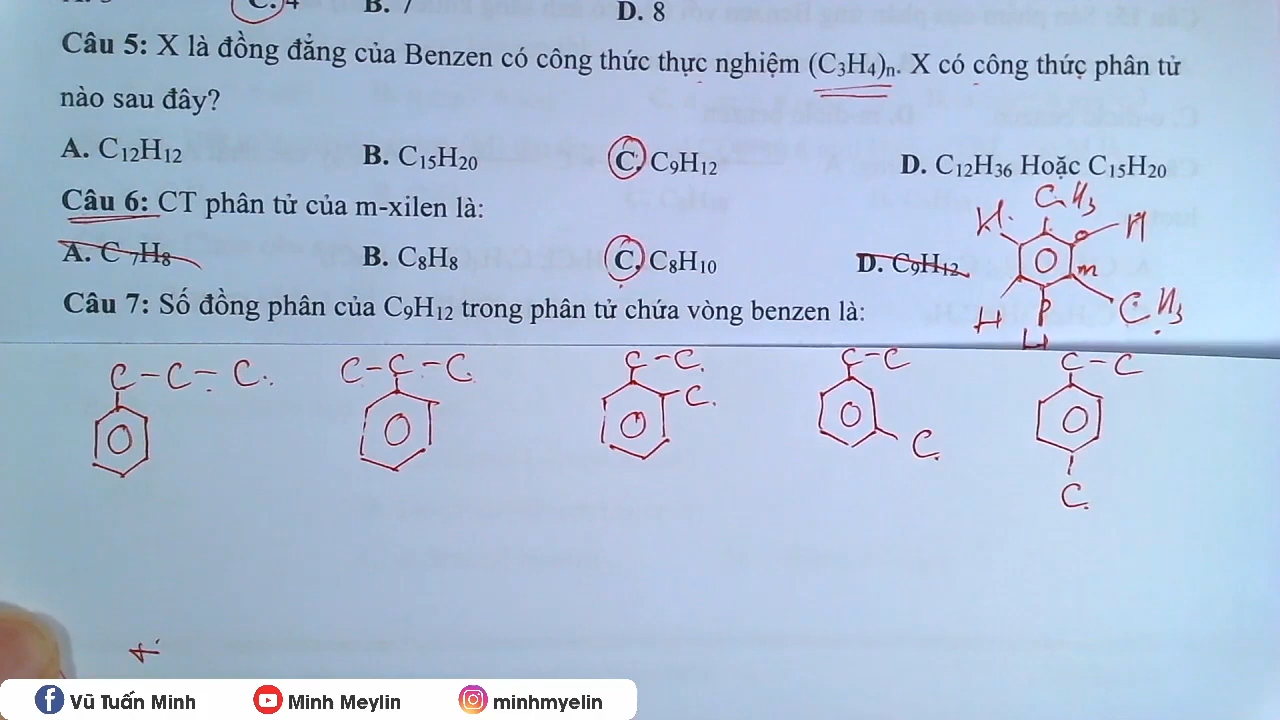 C. 4 B. 7 D. 8
Câu 5: X là đồng đẳng của Benzen có công thức thực nghiệm (C₃H₄)ₙ. X có công thức phân tử
nào sau đây?
A. C₁₂H₁₂ B. C₁₅H₂₀ C. C₉H₁₂ D. C₁₂H₃₆ Hoặc C₁₅H₂₀
Câu 6: CT phân tử của m-xilen là:
A. C₇H₈ B. C₈H₈ C. C₈H₁₀ D. C₉H₁₂
CH₃
H H
o
m
H p CH₃
H
Câu 7: Số đồng phân của C₉H₁₂ trong phân tử chứa vòng benzen là:
C-C-C. C-C-C. C-C. C-C C-C
C. C. C.
Vũ Tuấn Minh Minh Meylin minhmyelin